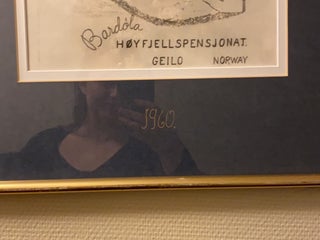 Bardøla
HØYFJELLSPENSJONAT.
GEILO NORWAY
1960.